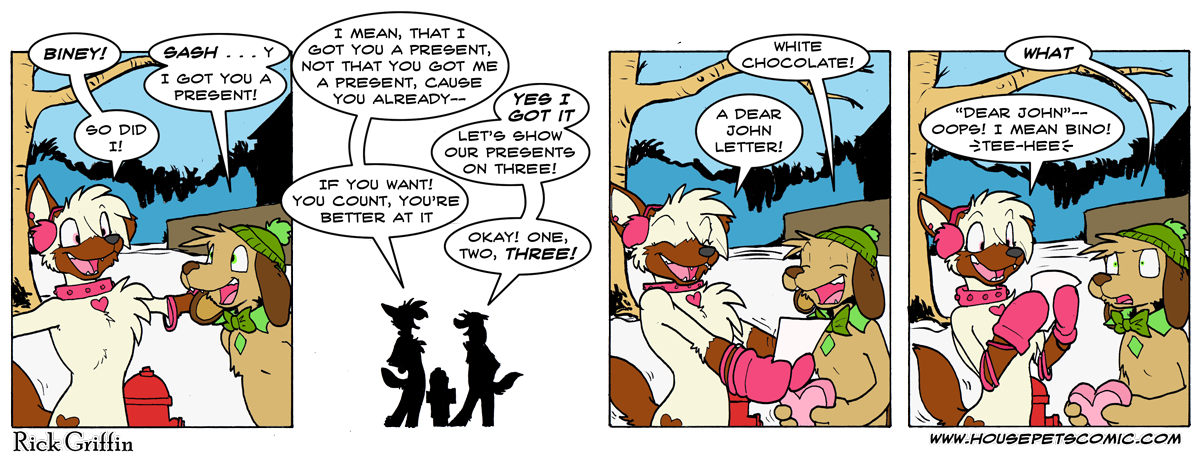 BINEY!
SASH . . . Y
I GOT YOU A
PRESENT!
SO DID
I!
I MEAN, THAT I
GOT YOU A PRESENT,
NOT THAT YOU GOT ME
A PRESENT, CAUSE
YOU ALREADY--
YES I
GOT IT
LET'S SHOW
OUR PRESENTS
ON THREE!
IF YOU WANT!
YOU COUNT, YOU'RE
BETTER AT IT
OKAY! ONE,
TWO, THREE!
WHITE
CHOCOLATE!
A DEAR
JOHN
LETTER!
WHAT
"DEAR JOHN"--
OOPS! I MEAN BINO!
TEE-HEE
Rick Griffin
WWW.HOUSEPETSCOMIC.COM